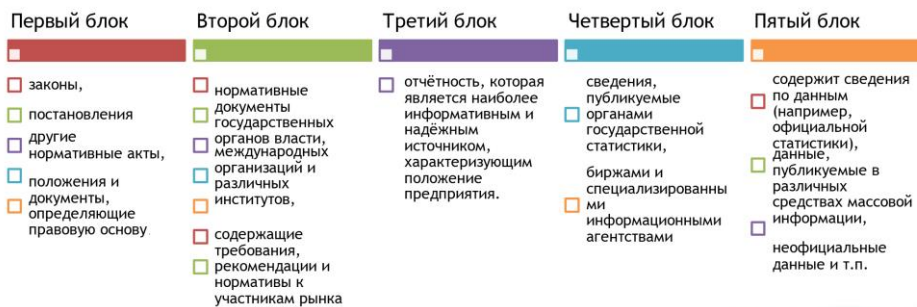 Первый блок
законы,
постановления
другие
нормативные акты,
положения и
документы,
определяющие
правовую основу
Второй блок
нормативные
документы
государственных
органов власти,
международных
организаций и
различных
институтов,
содержащие
требования,
рекомендации и
нормативы к
участникам рынка
Третий блок
отчётность, которая
является наиболее
информативным и
надёжным
источником,
характеризующим
положение
предприятия.
Четвертый блок
сведения,
публикуемые
органами
государственной
статистики,
биржами и
специализированны
ми
информационными
агентствами
Пятый блок
содержит сведения
по данным
(например,
официальной
статистики),
данные,
публикуемые в
различных
средствах массовой
информации,
неофициальные
данные и т.п.